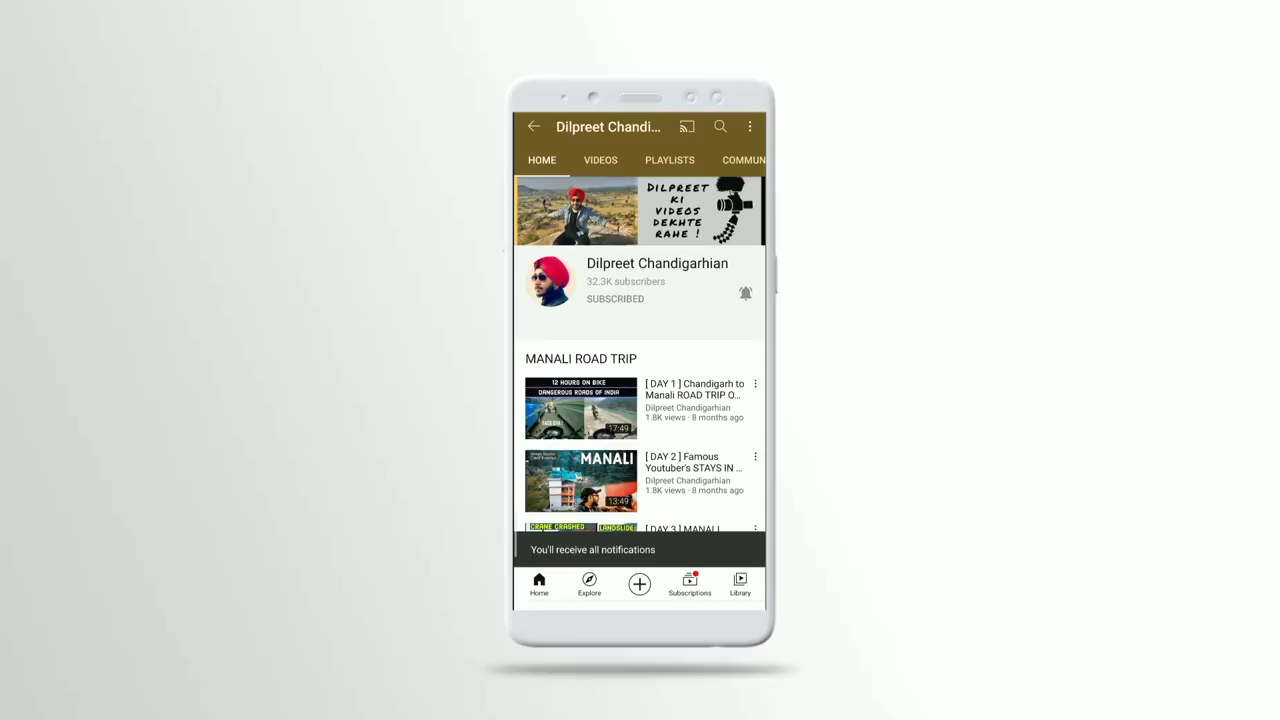 Dilpreet Chandi...
HOME VIDEOS PLAYLISTS COMMUN
DILPREET
KI
VIDEOS
DEKHTE
RAHE !
Dilpreet Chandigarhian
32.3K subscribers
SUBSCRIBED
MANALI ROAD TRIP
12 HOURS ON BIKE
DANGEROUS ROADS OF INDIA
17:49
[ DAY 1 ] Chandigarh to
Manali ROAD TRIP O...
Dilpreet Chandigarhian
1.8K views · 8 months ago
MANALI
13:49
[ DAY 2 ] Famous
Youtuber's STAYS IN ...
Dilpreet Chandigarhian
1.8K views · 8 months ago
CRANE CRASHED LANDSLIDE
[ DAY 3 ] MANALI
You'll receive all notifications
Home Explore Subscriptions Library